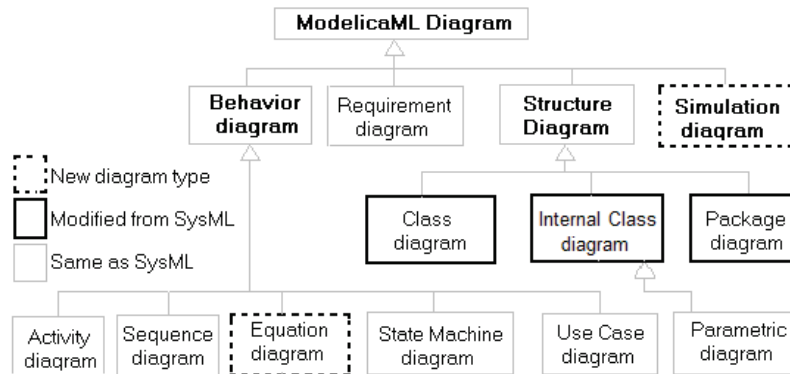 ModelicaML Diagram
Behavior
diagram
Requirement
diagram
Structure
Diagram
Simulation
diagram
New diagram type
Modified from SysML
Same as SysML
Class
diagram
Internal Class
diagram
Package
diagram
Activity
diagram
Sequence
diagram
Equation
diagram
State Machine
diagram
Use Case
diagram
Parametric
diagram